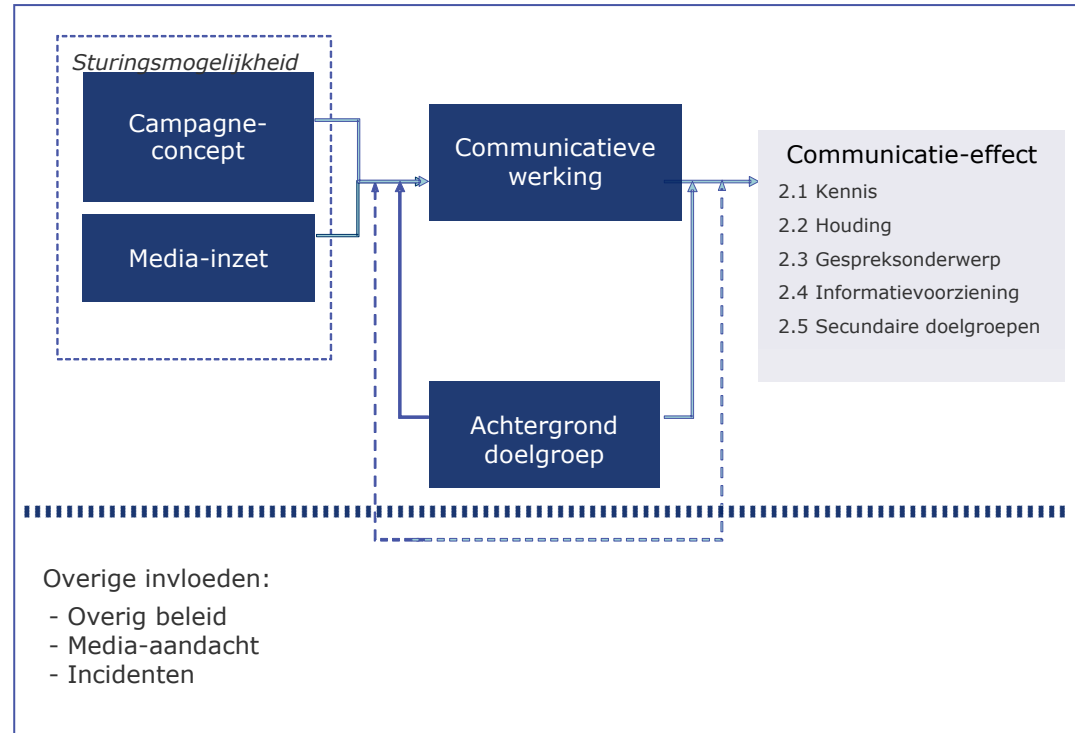 Sturingsmogelijkheid
Campagne-
concept
Media-inzet
Communicatieve
werking
Achtergrond
doelgroep
Communicatie-effect
2.1 Kennis
2.2 Houding
2.3 Gespreksonderwerp
2.4 Informatievoorziening
2.5 Secundaire doelgroepen
Overige invloeden:
- Overig beleid
- Media-aandacht
- Incidenten